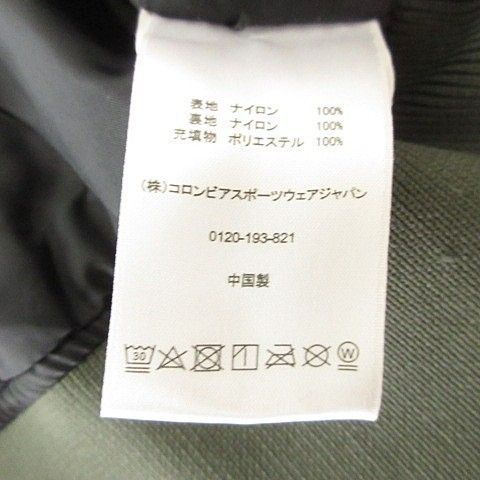 表地 ナイロン 100%
裏地 ナイロン 100%
充填物 ポリエステル 100%
(株)コロンビアスポーツウェアジャパン
0120-193-821
中国製
30 W